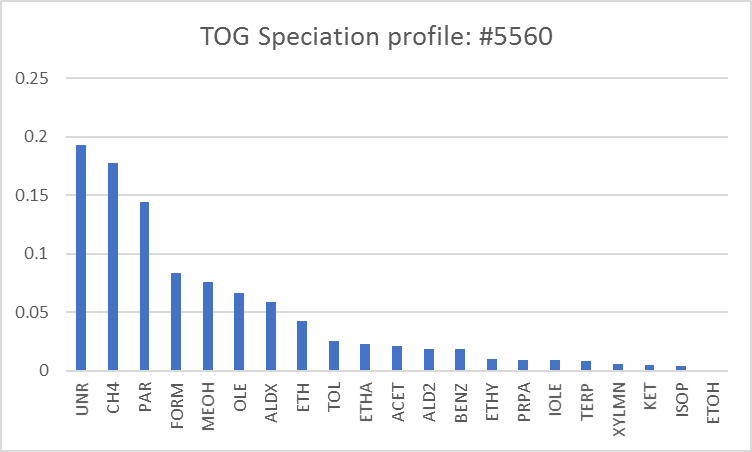 TOG Speciation profile: #5560
0.25
0.2
0.15
0.1
0.05
0
UNR
CH4
PAR
FORM
MEOH
OLE
ALDX
ETH
TOL
ETHA
ACET
ALD2
BENZ
ETHY
PRPA
IOLE
TERP
XYLMN
KET
ISOP
ETOH